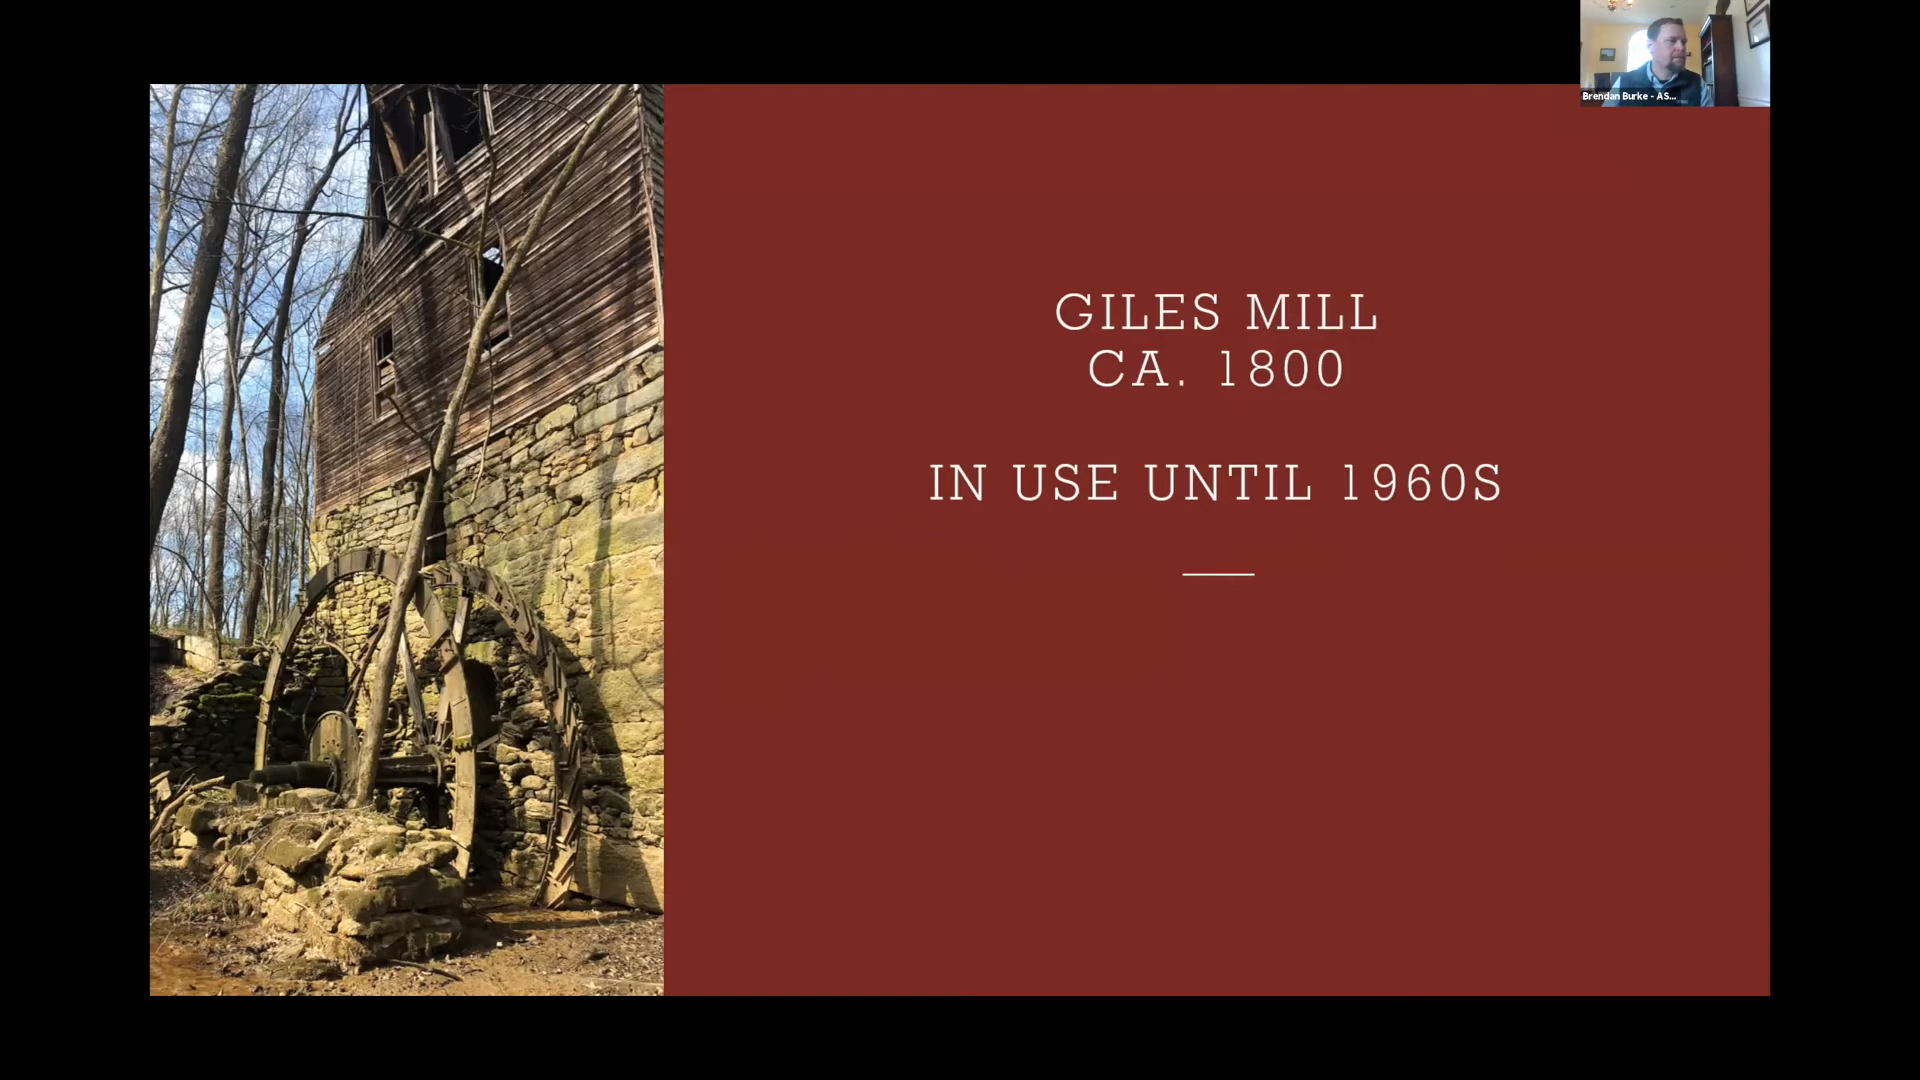 Brendan Burke - AS...
GILES MILL
CA. 1800
IN USE UNTIL 1960S